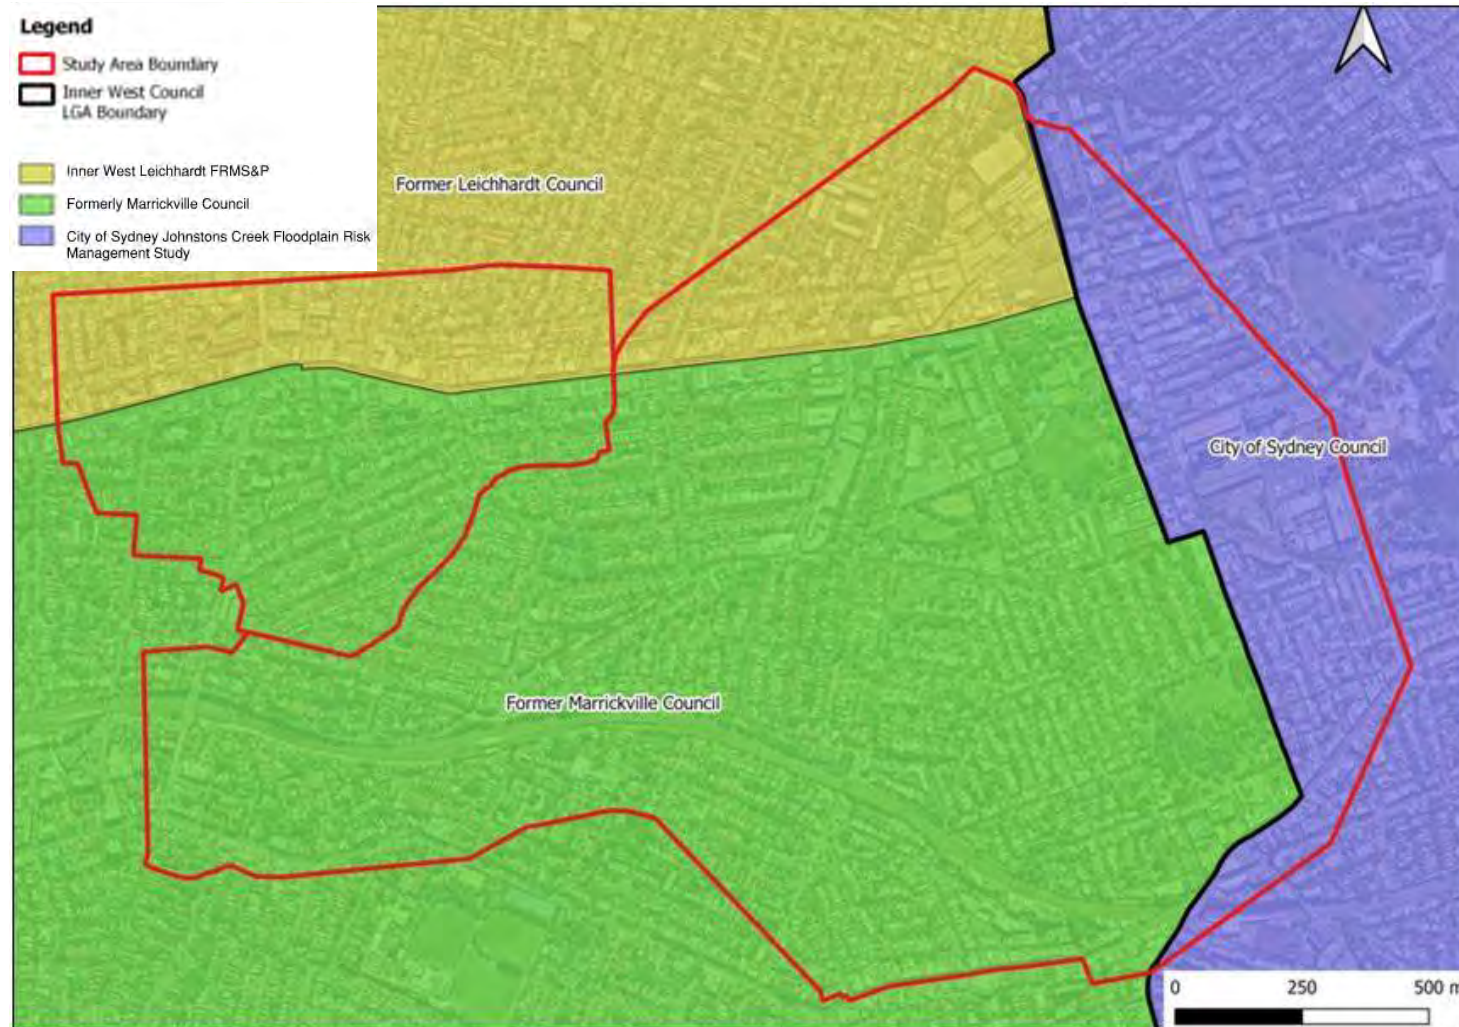 Legend
Study Area Boundary
Inner West Council
LGA Boundary
Inner West Leichhardt FRMS&P
Formerly Marrickville Council
City of Sydney Johnstons Creek Floodplain Risk
Management Study
Former Leichhardt Council
City of Sydney Council
Former Marrickville Council
0 250 500 m